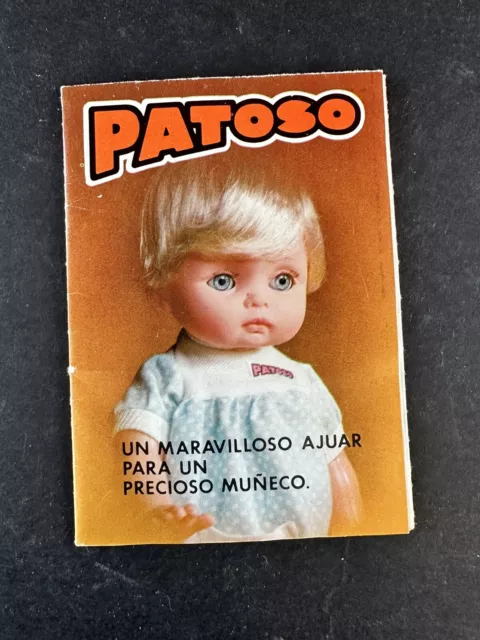 PATOSO
PATOSO
UN MARAVILLOSO AJUAR
PARA UN
PRECIOSO MUÑECO.